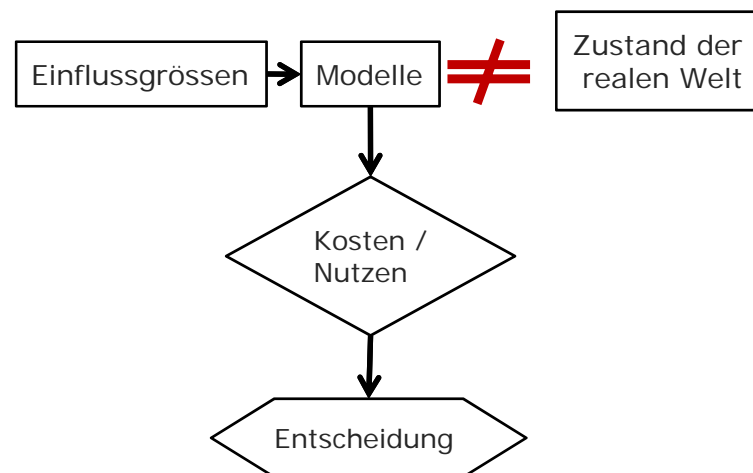 Einflussgrössen
Modelle
Zustand der
realen Welt
Kosten /
Nutzen
Entscheidung